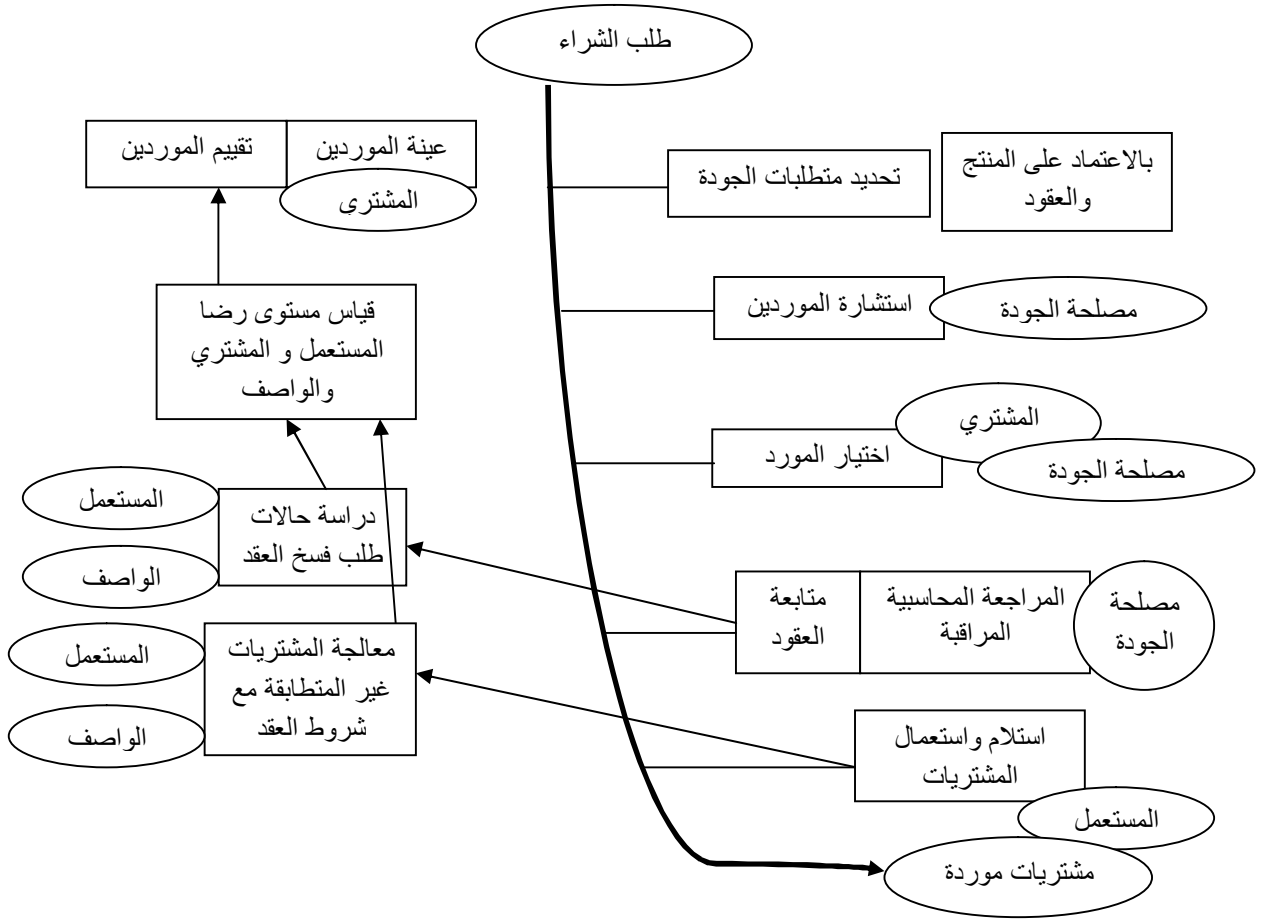 طلب الشراء
بالاعتماد على المنتج
والعقود
تحديد متطلبات الجودة
عينة الموردين
تقييم الموردين
المشتري
مصلحة الجودة
استشارة الموردين
قياس مستوى رضا
المستعمل و المشتري
والواصف
المشتري
مصلحة الجودة
اختيار المورد
دراسة حالات
طلب فسخ العقد
المستعمل
الواصف
مصلحة
الجودة
المراجعة المحاسبية
المراقبة
متابعة
العقود
معالجة المشتريات
غير المتطابقة مع
شروط العقد
المستعمل
الواصف
استلام واستعمال
المشتريات
المستعمل
مشتريات موردة